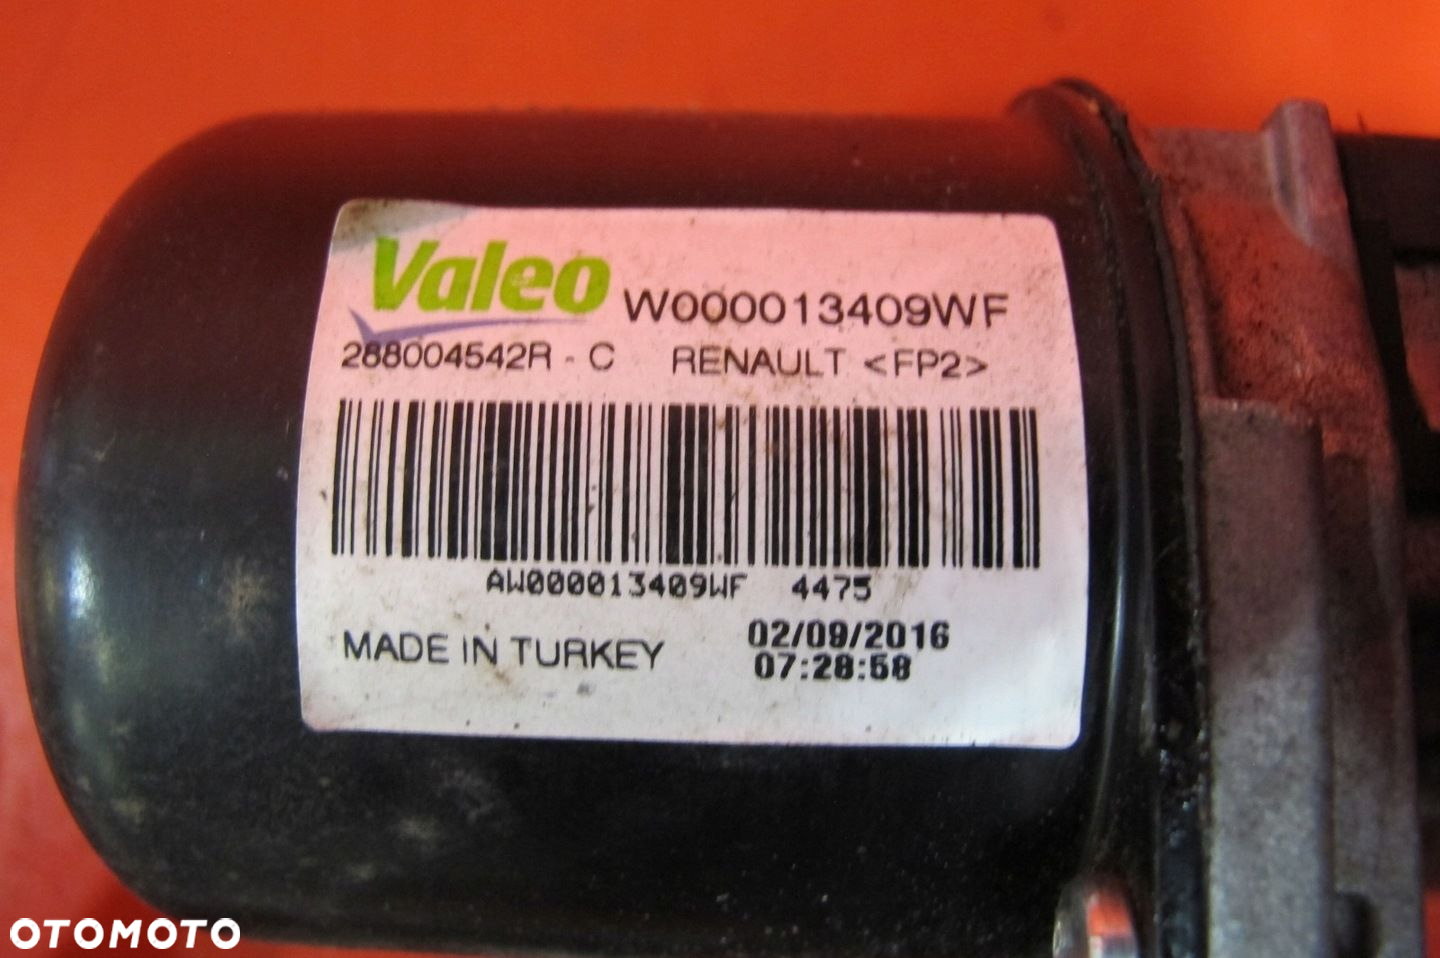 Valeo W000013409WF
288004542R - C RENAULT <FP2>
AW000013409WF 4475
MADE IN TURKEY 02/09/2016
07:28:58
OTOMOTO